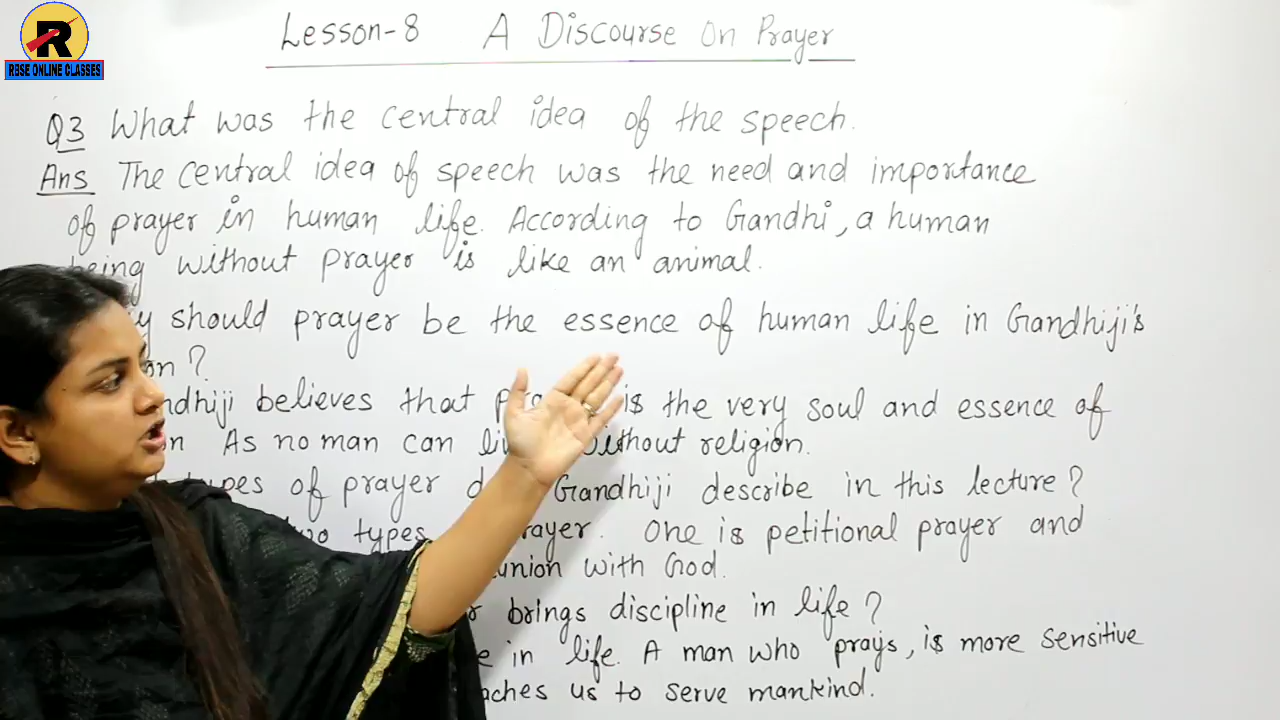 R
RBSE ONLINE CLASSES
Lesson-8 A Discourse On Prayer
Q3 What was the central idea of the speech.
Ans The central idea of speech was the need and importance
of prayer in human life. According to Gandhi, a human
being without prayer is like an animal.
should prayer be the essence of human life in Gandhiji's
?
believes that is the very soul and essence of
As no man can without religion.
types of prayer Gandhiji describe in this lecture?
types One is petitional prayer and
with God.
brings discipline in life?
in life. A man who prays, is more sensitive
us to serve mankind.